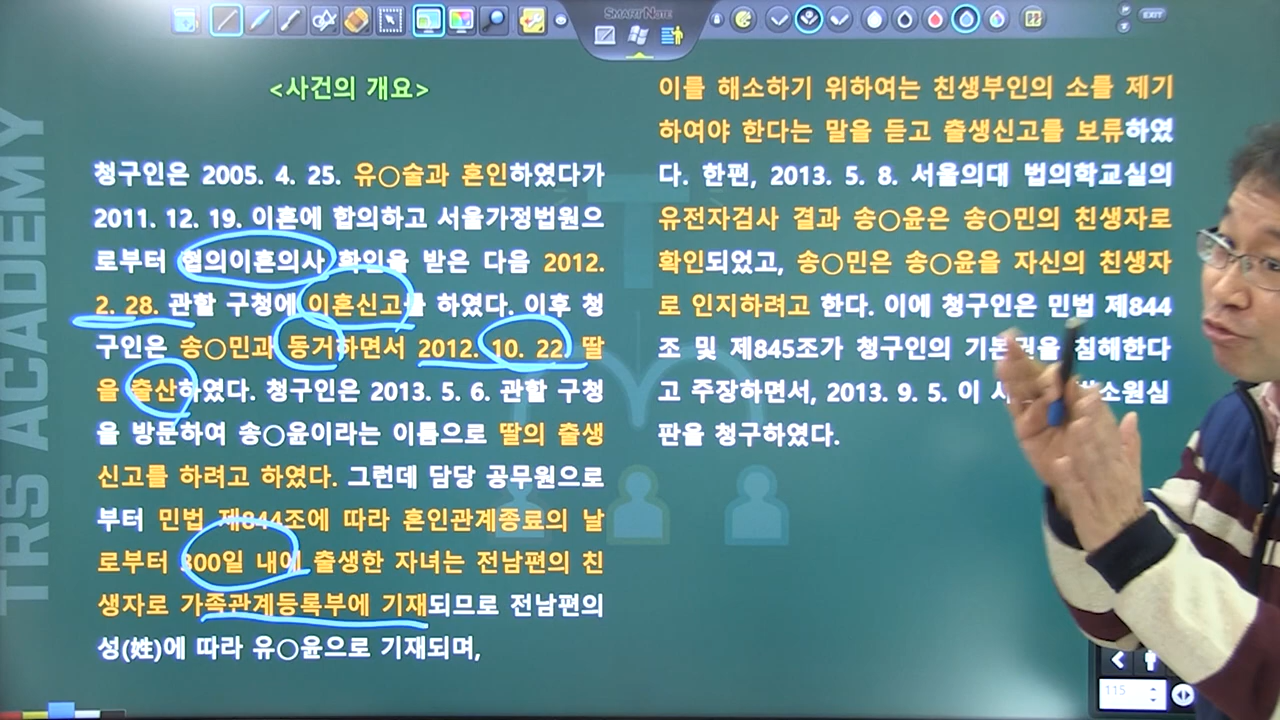 SMARTNOTE
EXIT
<사건의 개요>
청구인은 2005. 4. 25. 유○술과 혼인하였다가
2011. 12. 19. 이혼에 합의하고 서울가정법원으
로부터 협의이혼의사 확인을 받은 다음 2012.
2. 28. 관할 구청에 이혼신고를 하였다. 이후 청
구인은 송○민과 동거하면서 2012. 10. 22. 딸
을 출산하였다. 청구인은 2013. 5. 6. 관할 구청
을 방문하여 송○윤이라는 이름으로 딸의 출생
신고를 하려고 하였다. 그런데 담당 공무원으로
부터 민법 제844조에 따라 혼인관계종료의 날
로부터 300일 내에 출생한 자녀는 전남편의 친
생자로 가족관계등록부에 기재되므로 전남편의
성(姓)에 따라 유○윤으로 기재되며,
이를 해소하기 위하여는 친생부인의 소를 제기
하여야 한다는 말을 듣고 출생신고를 보류하였
다. 한편, 2013. 5. 8. 서울의대 법의학교실의
유전자검사 결과 송○윤은 송○민의 친생자로
확인되었고, 송○민은 송○윤을 자신의 친생자
로 인지하려고 한다. 이에 청구인은 민법 제844
조 및 제845조가 청구인의 기본권을 침해한다
고 주장하면서, 2013. 9. 5. 이 소원심
판을 청구하였다.
TRS ACADEMY
115